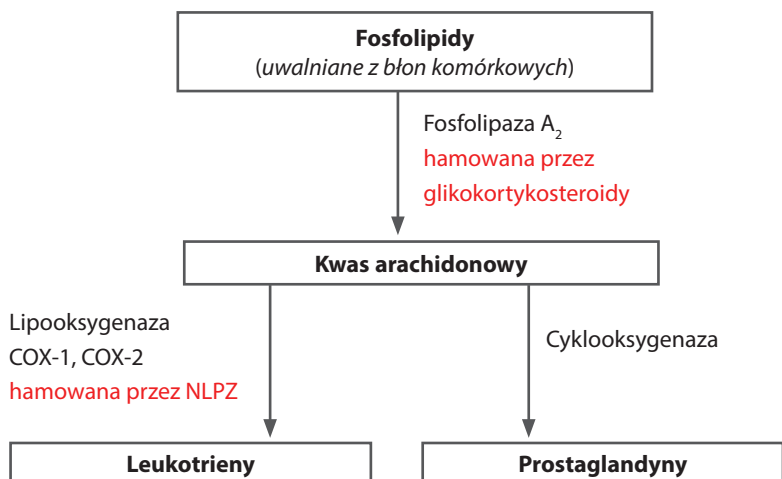 Fosfolipidy
(uwalniane z błon komórkowych)
Fosfolipaza A₂
hamowana przez
glikokortykosteroidy
Kwas arachidonowy
Lipooksygenaza
COX-1, COX-2
hamowana przez NLPZ
Cyklooksygenaza
Leukotrieny
Prostaglandyny